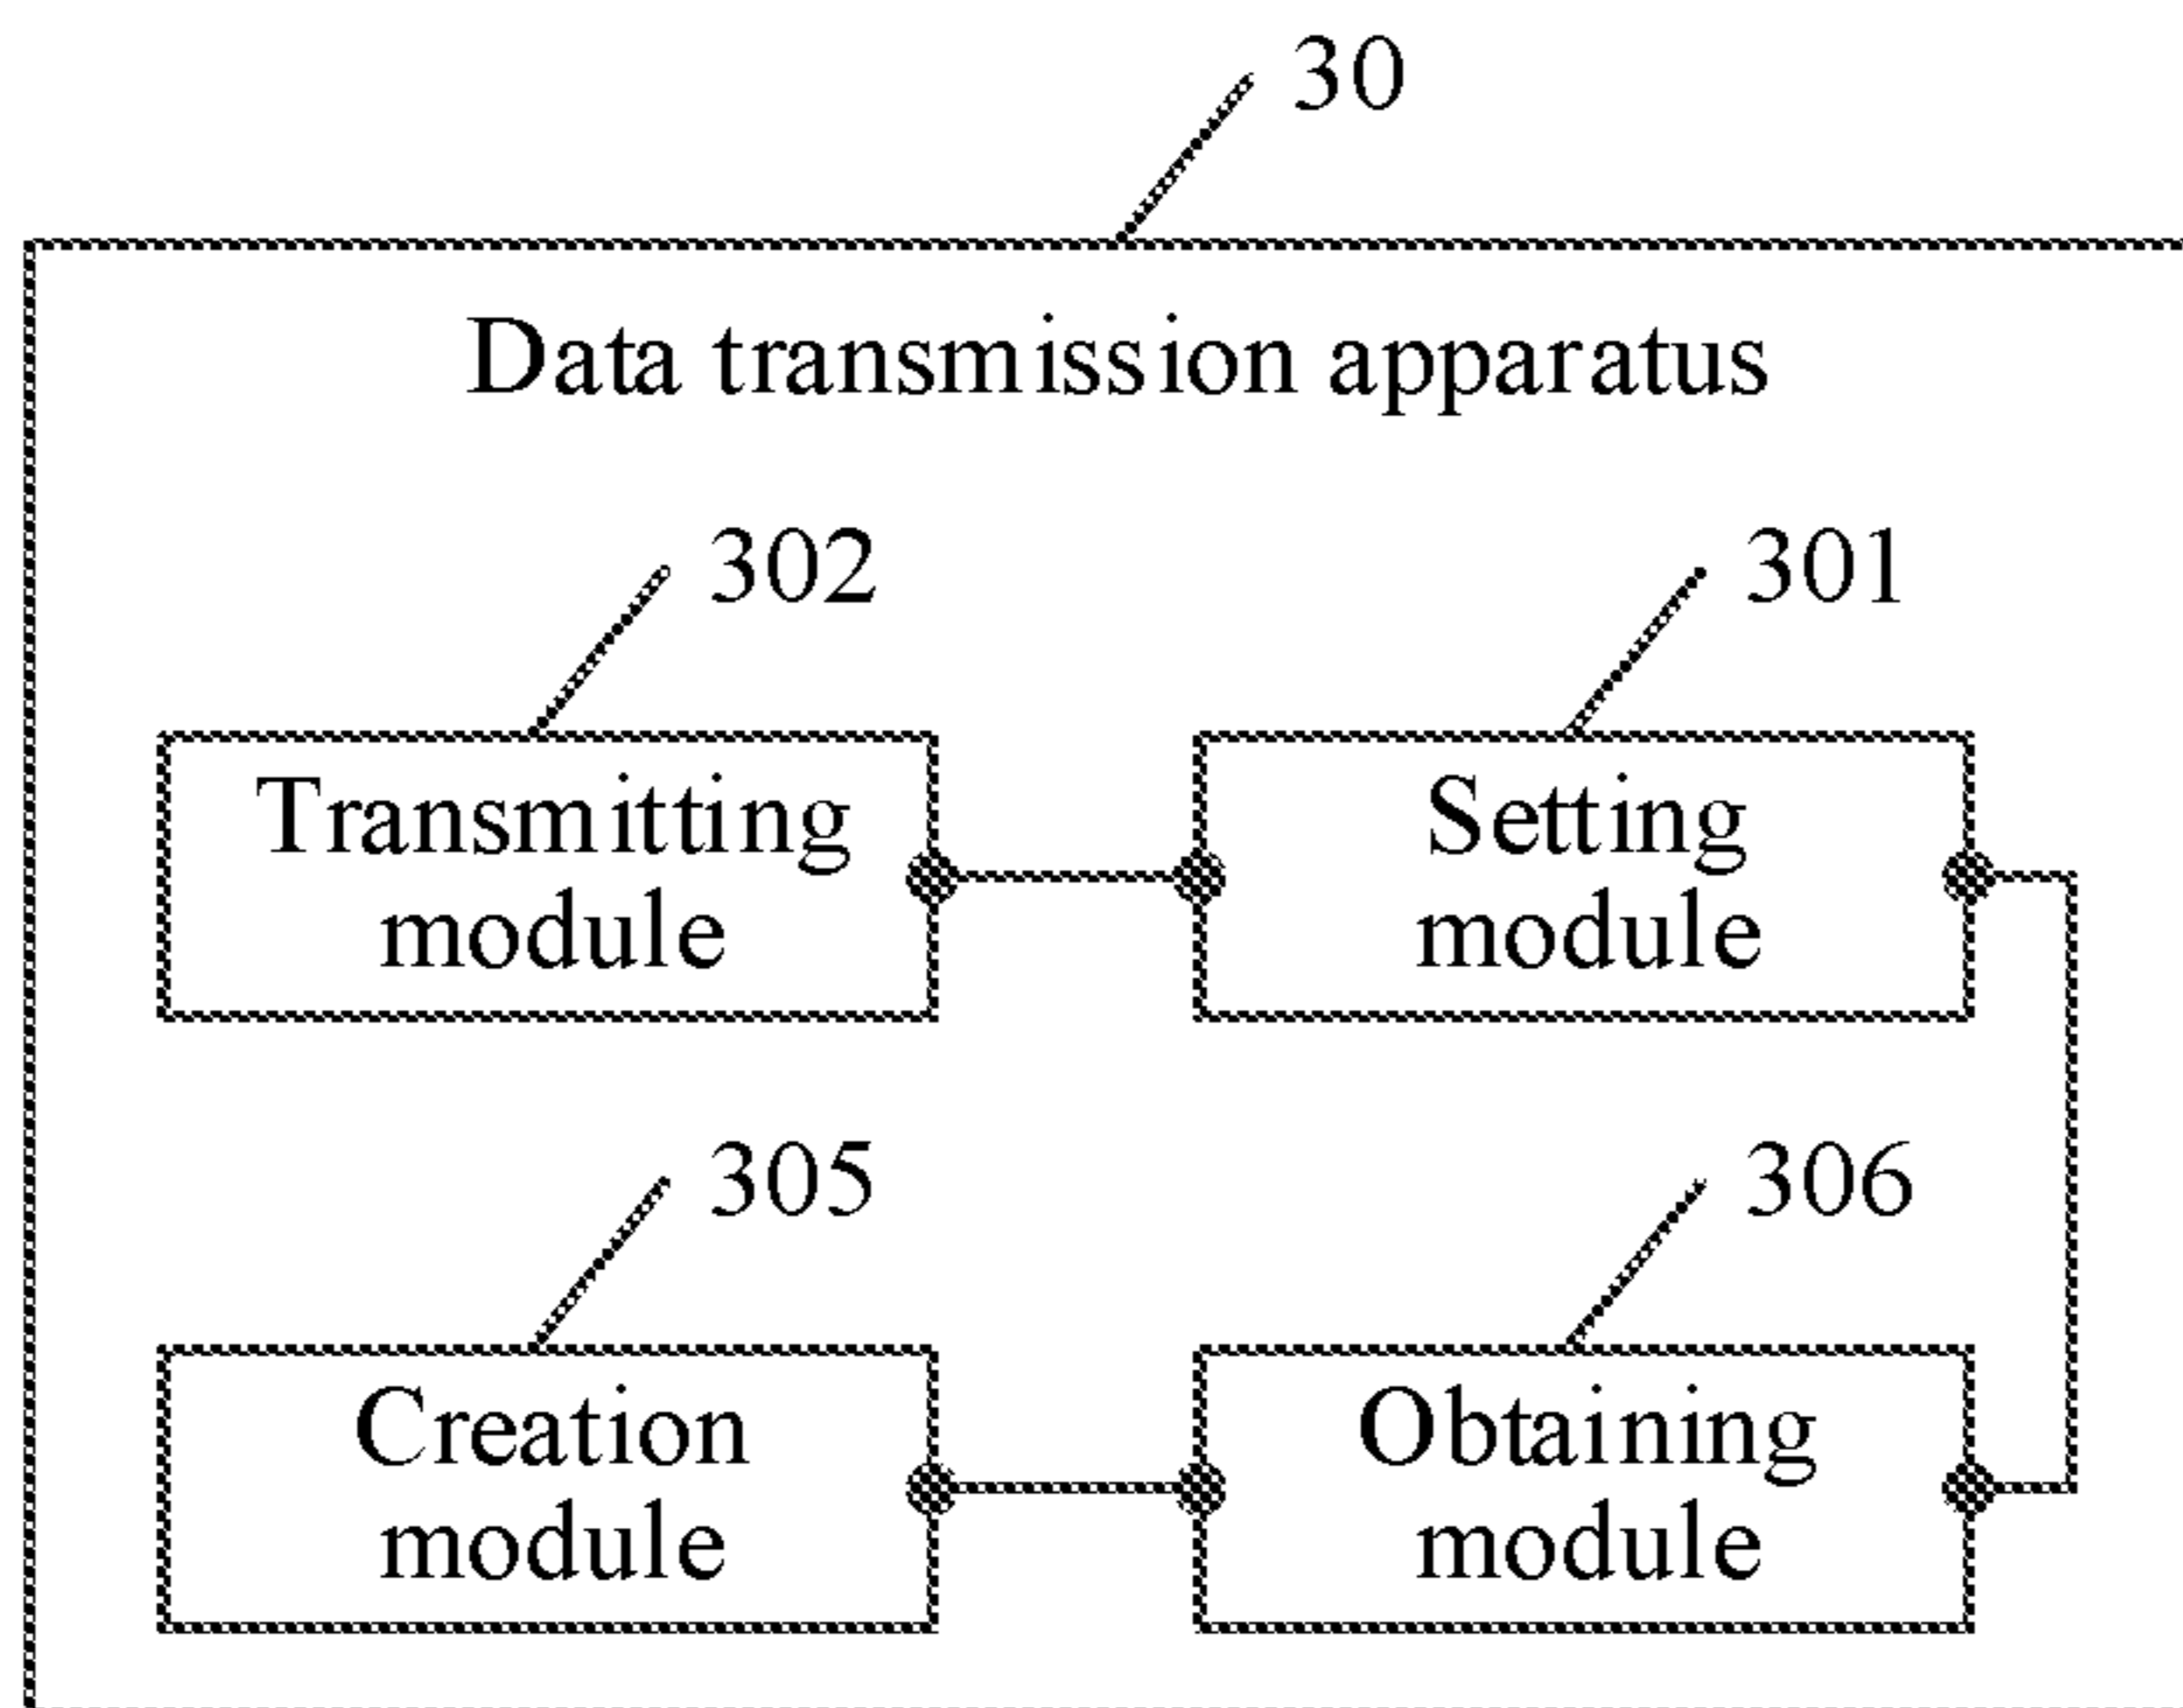 30
Data transmission apparatus
302
301
Transmitting
module
Setting
module
305
306
Creation
module
Obtaining
module